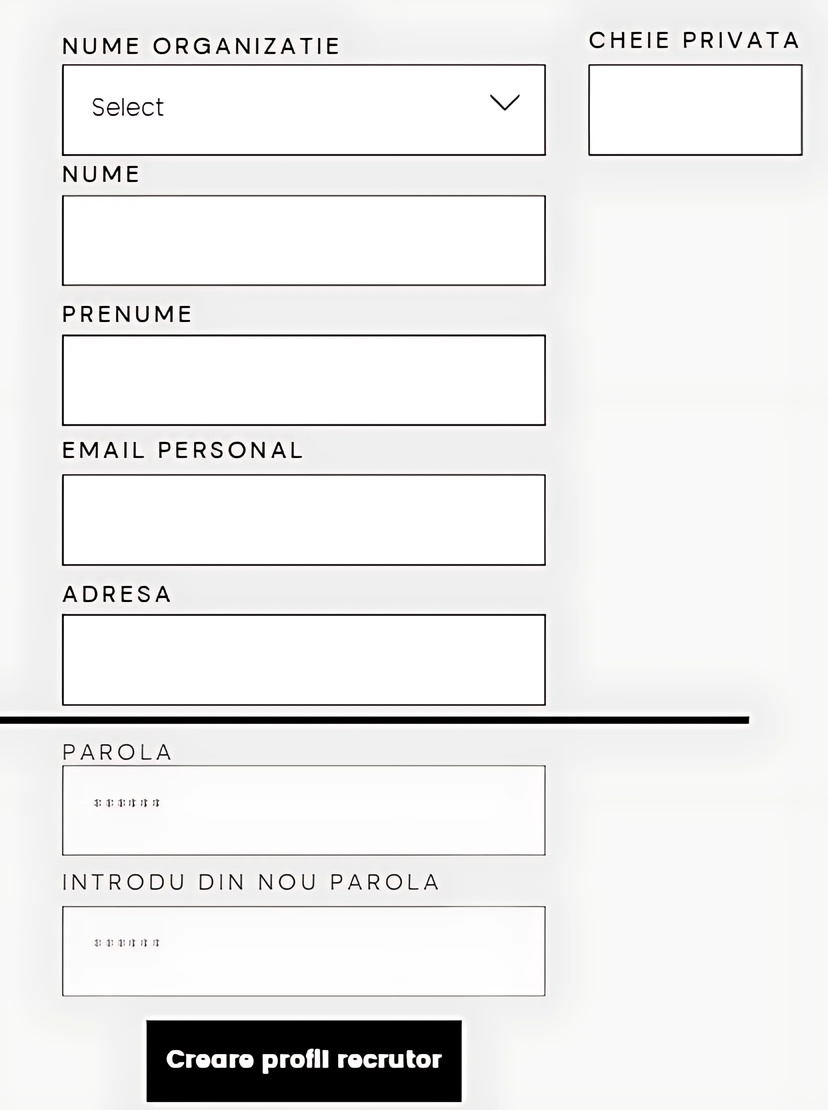 NUME ORGANIZATIE
CHEIE PRIVATA
Select
NUME
PRENUME
EMAIL PERSONAL
ADRESA
PAROLA
******
INTRODU DIN NOU PAROLA
******
Creare profil recrutor